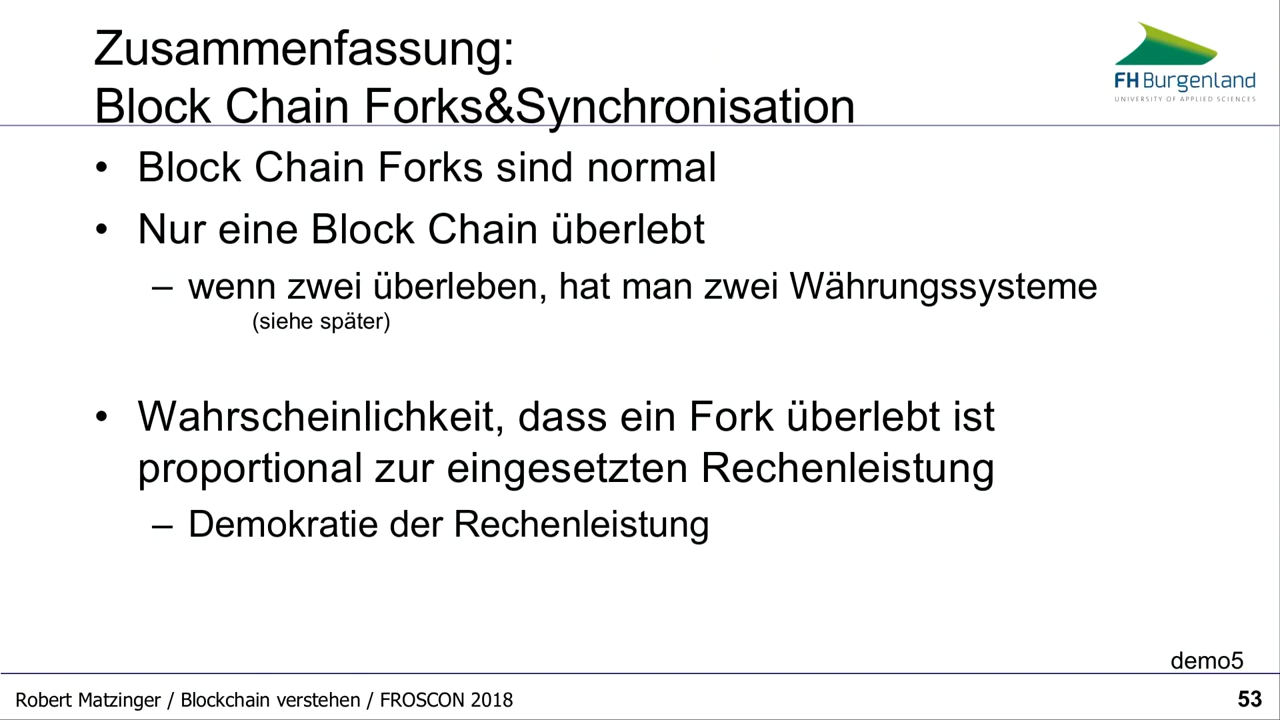 Zusammenfassung:
Block Chain Forks&Synchronisation
FH Burgenland
UNIVERSITY OF APPLIED SCIENCES
• Block Chain Forks sind normal
• Nur eine Block Chain überlebt
– wenn zwei überleben, hat man zwei Währungssysteme
(siehe später)
• Wahrscheinlichkeit, dass ein Fork überlebt ist
proportional zur eingesetzten Rechenleistung
– Demokratie der Rechenleistung
demo5
Robert Matzinger / Blockchain verstehen / FROSCON 2018
53